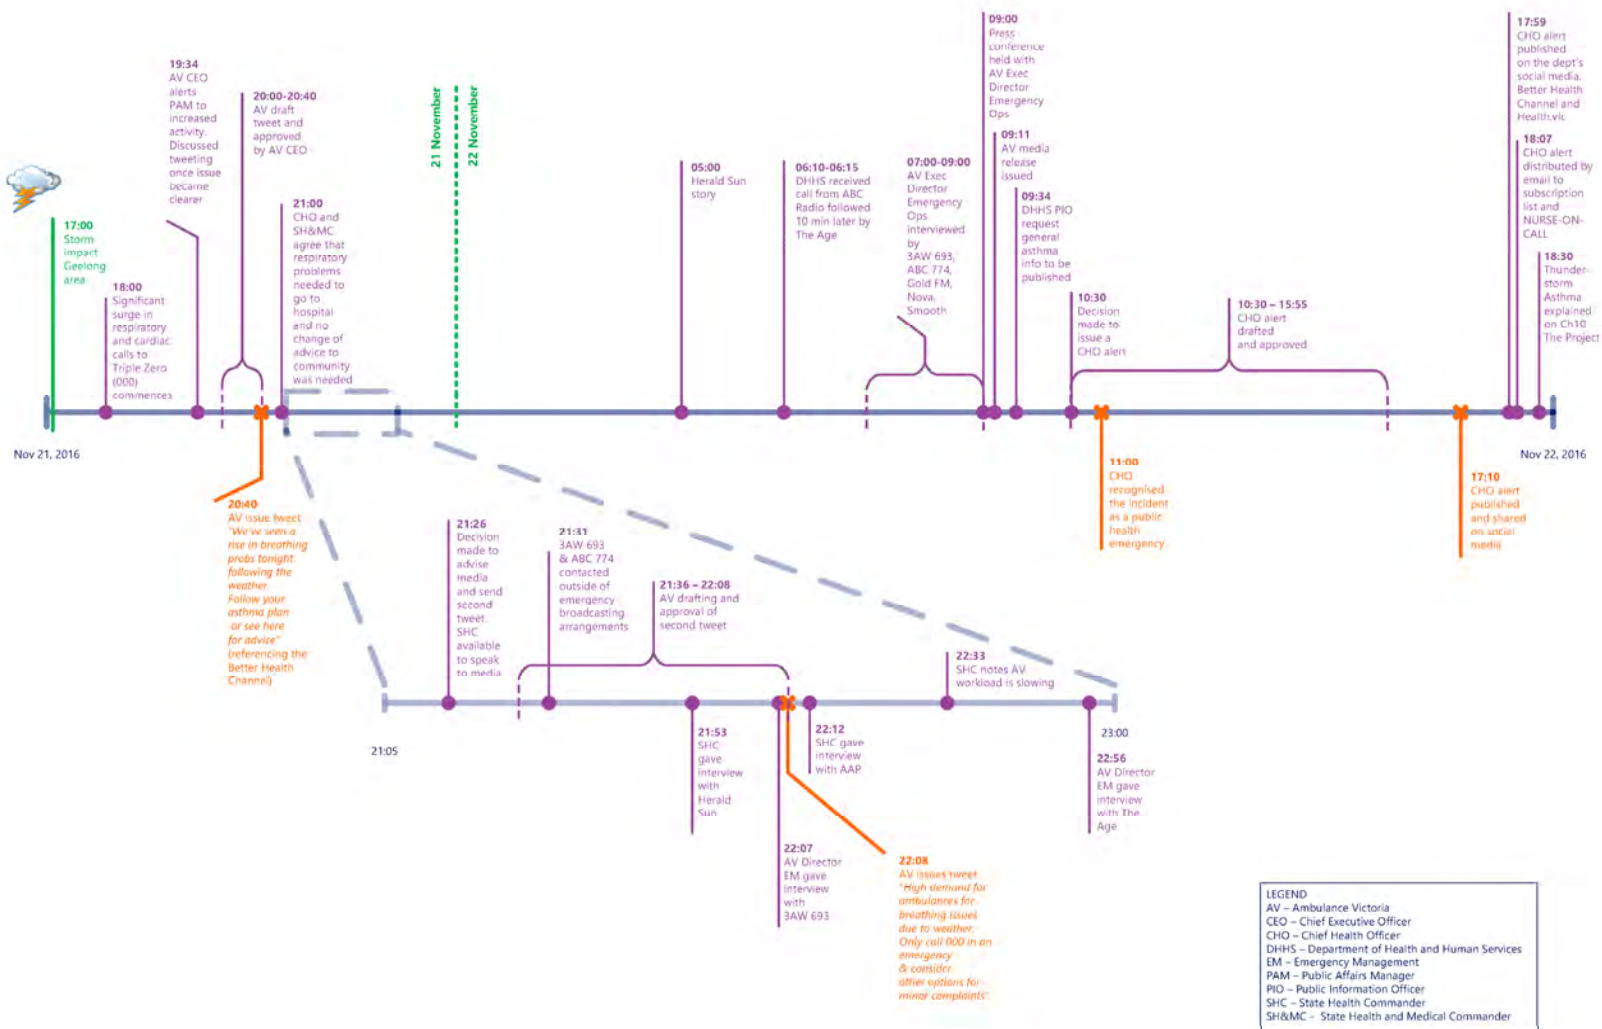 19:34
AV CEO
alerts
PAM to
increased
activity.
Discussed
tweeting
once issue
became
clearer
20:00-20:40
AV draft
tweet and
approved
by AV CEO
21 November
22 November
09:00
Press
conference
held with
AV Exec
Director
Emergency
Ops
17:59
CHO alert
published
on the dept's
social media,
Better Health
Channel and
Health.vic
17:00
Storm
impact
Geelong
area
18:00
Significant
surge in
respiratory
and cardiac
calls to
Triple Zero
(000)
commences
21:00
CHO and
SH&MC
agree that
respiratory
problems
needed to
go to
hospital
and no
change of
advice to
community
was needed
05:00
Herald Sun
story
06:10-06:15
DHHS received
call from ABC
Radio followed
10 min later by
The Age
07:00-09:00
AV Exec
Director
Emergency
Ops
interviewed
by
3AW 693,
ABC 774,
Gold FM,
Nova,
Smooth
09:11
AV media
release
issued
09:34
DHHS PIO
request
general
asthma
info to be
published
10:30
Decision
made to
issue a
CHO alert
10:30 – 15:55
CHO alert
drafted
and approved
18:07
CHO alert
distributed by
email to
subscription
list and
NURSE-ON-
CALL
18:30
Thunder-
storm
Asthma
explained
on Ch10
The Project
Nov 21, 2016
Nov 22, 2016
20:40
AV issue tweet
"We've seen a
rise in breathing
probs tonight
following the
weather.
Follow your
asthma plan
or see here
for advice"
(referencing the
Better Health
Channel)
11:00
CHO
recognised
the incident
as a public
health
emergency
17:10
CHO alert
published
and shared
on social
media
21:26
Decision
made to
advise
media
and send
second
tweet.
SHC
available
to speak
to media
21:31
3AW 693
& ABC 774
contacted
outside of
emergency
broadcasting
arrangements
21:36 – 22:08
AV drafting and
approval of
second tweet
22:33
SHC notes AV
workload is slowing
21:05
23:00
21:53
SHC
gave
interview
with
Herald
Sun
22:12
SHC gave
interview
with AAP
22:56
AV Director
EM gave
interview
with The
Age
22:07
AV Director
EM gave
interview
with
3AW 693
22:08
AV issues tweet
"High demand for
ambulances for
breathing issues
due to weather.
Only call 000 in an
emergency
& consider
other options for
minor complaints".
LEGEND
AV – Ambulance Victoria
CEO – Chief Executive Officer
CHO – Chief Health Officer
DHHS – Department of Health and Human Services
EM – Emergency Management
PAM – Public Affairs Manager
PIO – Public Information Officer
SHC – State Health Commander
SH&MC – State Health and Medical Commander